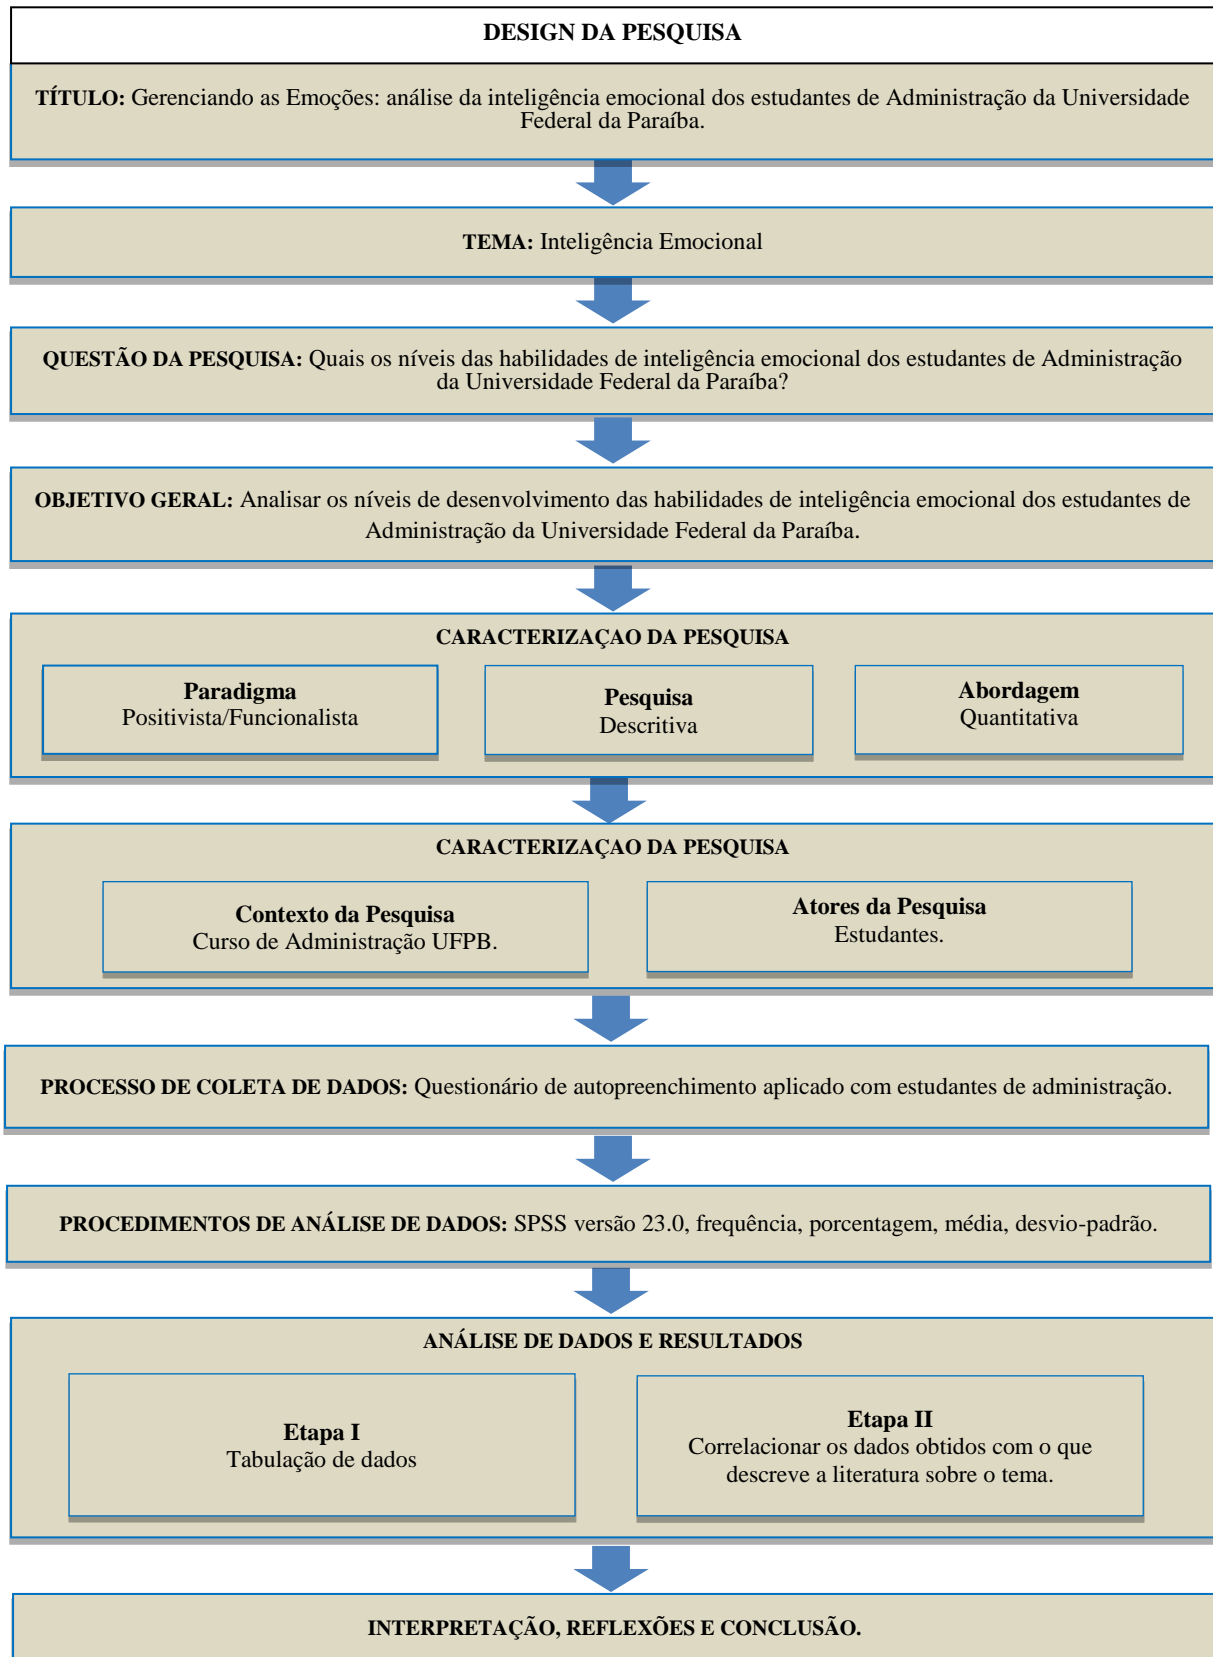 DESIGN DA PESQUISA
TÍTULO: Gerenciando as Emoções: análise da inteligência emocional dos estudantes de Administração da Universidade
Federal da Paraíba.
TEMA: Inteligência Emocional
QUESTÃO DA PESQUISA: Quais os níveis das habilidades de inteligência emocional dos estudantes de Administração
da Universidade Federal da Paraíba?
OBJETIVO GERAL: Analisar os níveis de desenvolvimento das habilidades de inteligência emocional dos estudantes de
Administração da Universidade Federal da Paraíba.
CARACTERIZAÇAO DA PESQUISA
Paradigma
Positivista/Funcionalista
Pesquisa
Descritiva
Abordagem
Quantitativa
CARACTERIZAÇAO DA PESQUISA
Contexto da Pesquisa
Curso de Administração UFPB.
Atores da Pesquisa
Estudantes.
PROCESSO DE COLETA DE DADOS: Questionário de autopreenchimento aplicado com estudantes de administração.
PROCEDIMENTOS DE ANÁLISE DE DADOS: SPSS versão 23.0, frequência, porcentagem, média, desvio-padrão.
ANÁLISE DE DADOS E RESULTADOS
Etapa I
Tabulação de dados
Etapa II
Correlacionar os dados obtidos com o que
descreve a literatura sobre o tema.
INTERPRETAÇÃO, REFLEXÕES E CONCLUSÃO.